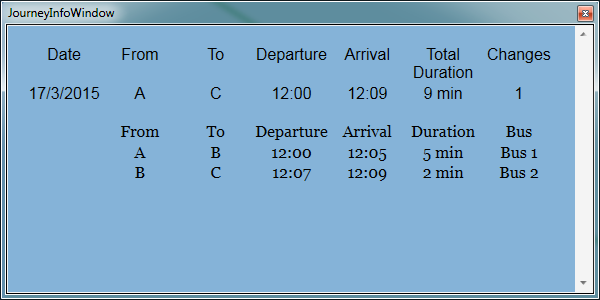 JourneyInfoWindow
Date From To Departure Arrival Total Duration Changes
17/3/2015 A C 12:00 12:09 9 min 1
From To Departure Arrival Duration Bus
A B 12:00 12:05 5 min Bus 1
B C 12:07 12:09 2 min Bus 2